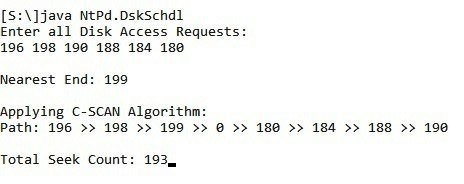 [S:\]java NtPd.DskSchdl
Enter all Disk Access Requests:
196 198 190 188 184 180
Nearest End: 199
Applying C-SCAN Algorithm:
Path: 196 >> 198 >> 199 >> 0 >> 180 >> 184 >> 188 >> 190
Total Seek Count: 193